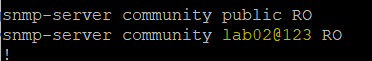 snmp-server community public RO
snmp-server community lab02@123 RO
!